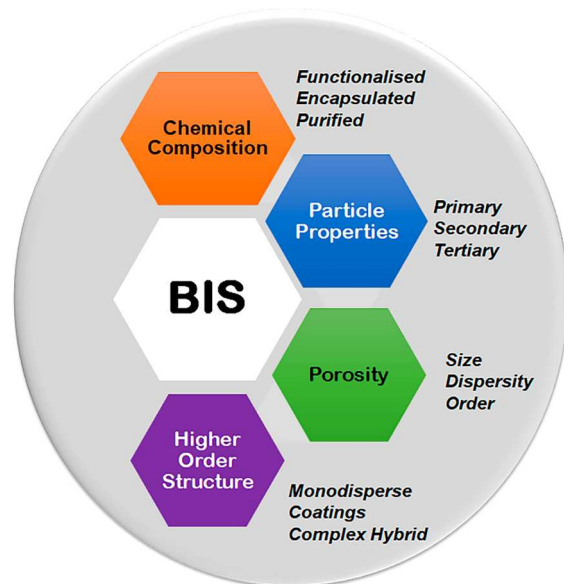 Chemical
Composition
Functionalised
Encapsulated
Purified
Particle
Properties
Primary
Secondary
Tertiary
BIS
Porosity
Size
Dispersity
Order
Higher
Order
Structure
Monodisperse
Coatings
Complex Hybrid